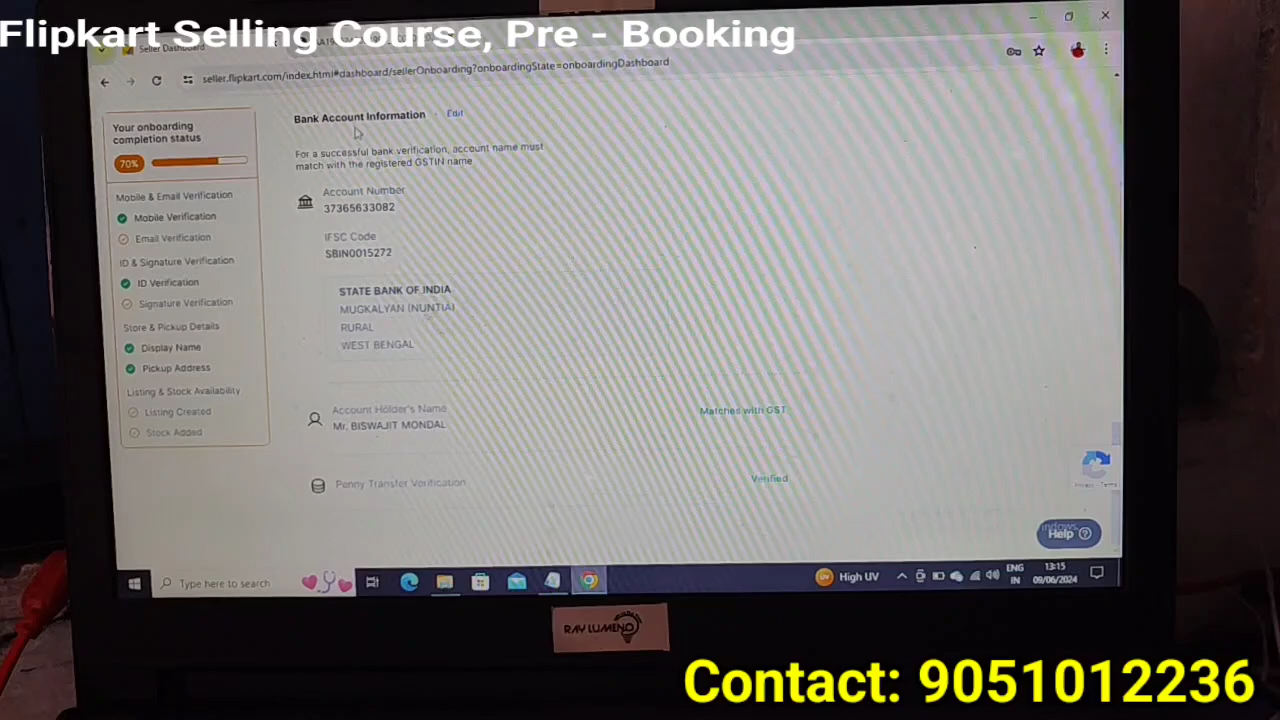 Flipkart Selling Course, Pre - Booking
Seller Dashboard
seller.flipkart.com/index.html#dashboard/sellerOnboarding?onboardingState=onboardingDashboard
Your onboarding
completion status
70%
Mobile & Email Verification
Mobile Verification
Email Verification
ID & Signature Verification
ID Verification
Signature Verification
Store & Pickup Details
Display Name
Pickup Address
Listing & Stock Availability
Listing Created
Stock Added
Bank Account Information · Edit
For a successful bank verification, account name must
match with the registered GSTIN name
Account Number
37365633082
IFSC Code
SBIN0015272
STATE BANK OF INDIA
MUGKALYAN (NUNTIA)
RURAL
WEST BENGAL
Account Holder's Name
Mr. BISWAJIT MONDAL
Matches with GST
Penny Transfer Verification
Verified
Help
Type here to search
High UV
ENG
IN
13:15
09/06/2024
RAY LUMENO
Contact: 9051012236